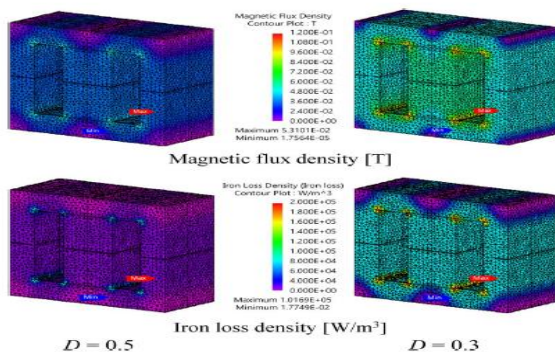 Magnetic Flux Density
Contour Plot : T
1.200E-01
1.080E-01
9.600E-02
8.400E-02
7.200E-02
6.000E-02
4.800E-02
3.600E-02
2.400E-02
1.200E-02
0.000E+00
Maximum 5.3101E-02
Minimum 1.7564E-05
Max
Min
Max
Min
Magnetic flux density [T]
Iron Loss Density (Iron loss)
Contour Plot : W/m^3
2.000E+05
1.800E+05
1.600E+05
1.400E+05
1.200E+05
1.000E+05
8.000E+04
6.000E+04
4.000E+04
2.000E+04
0.000E+00
Maximum 1.0169E+05
Minimum 1.7749E-02
Max
Min
Max
Min
Iron loss density [W/m³]
D = 0.5
D = 0.3